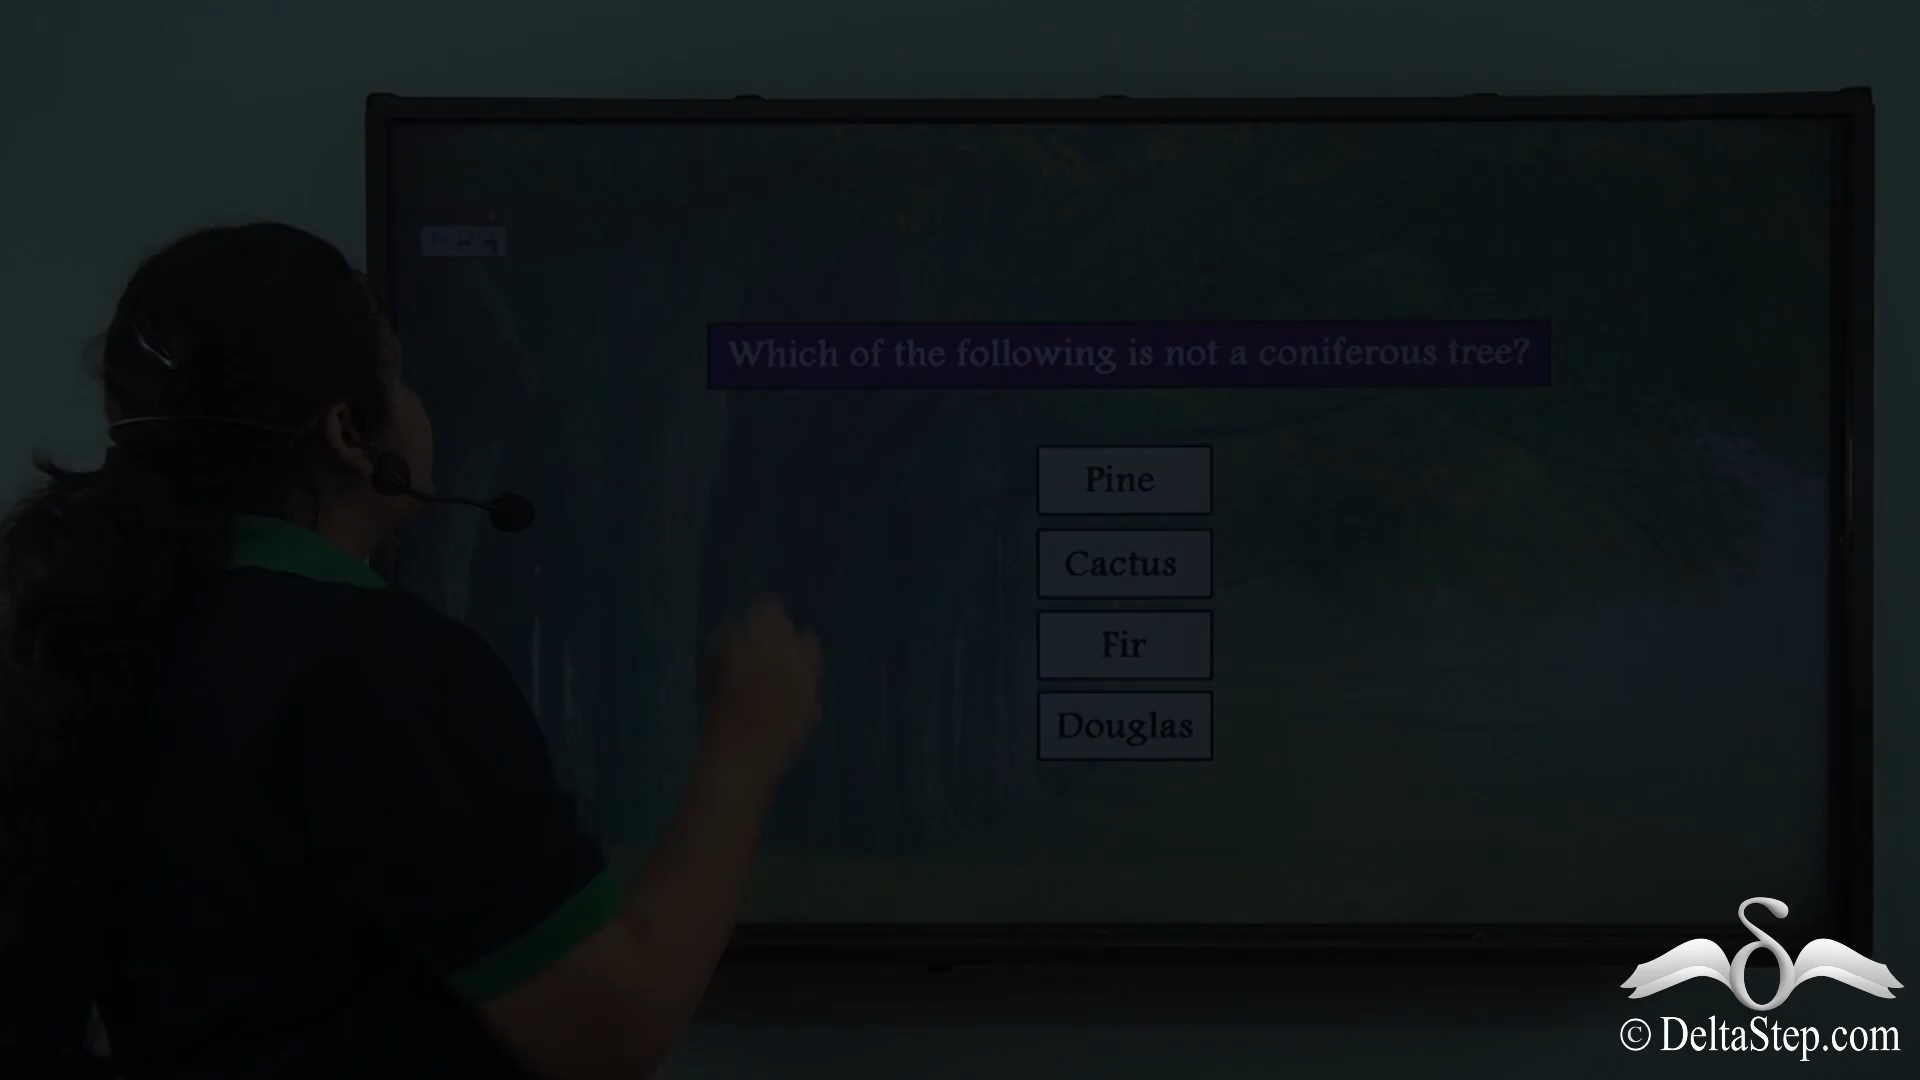 Which of the following is not a coniferous tree?
Pine
Cactus
Fir
Douglas
© DeltaStep.com